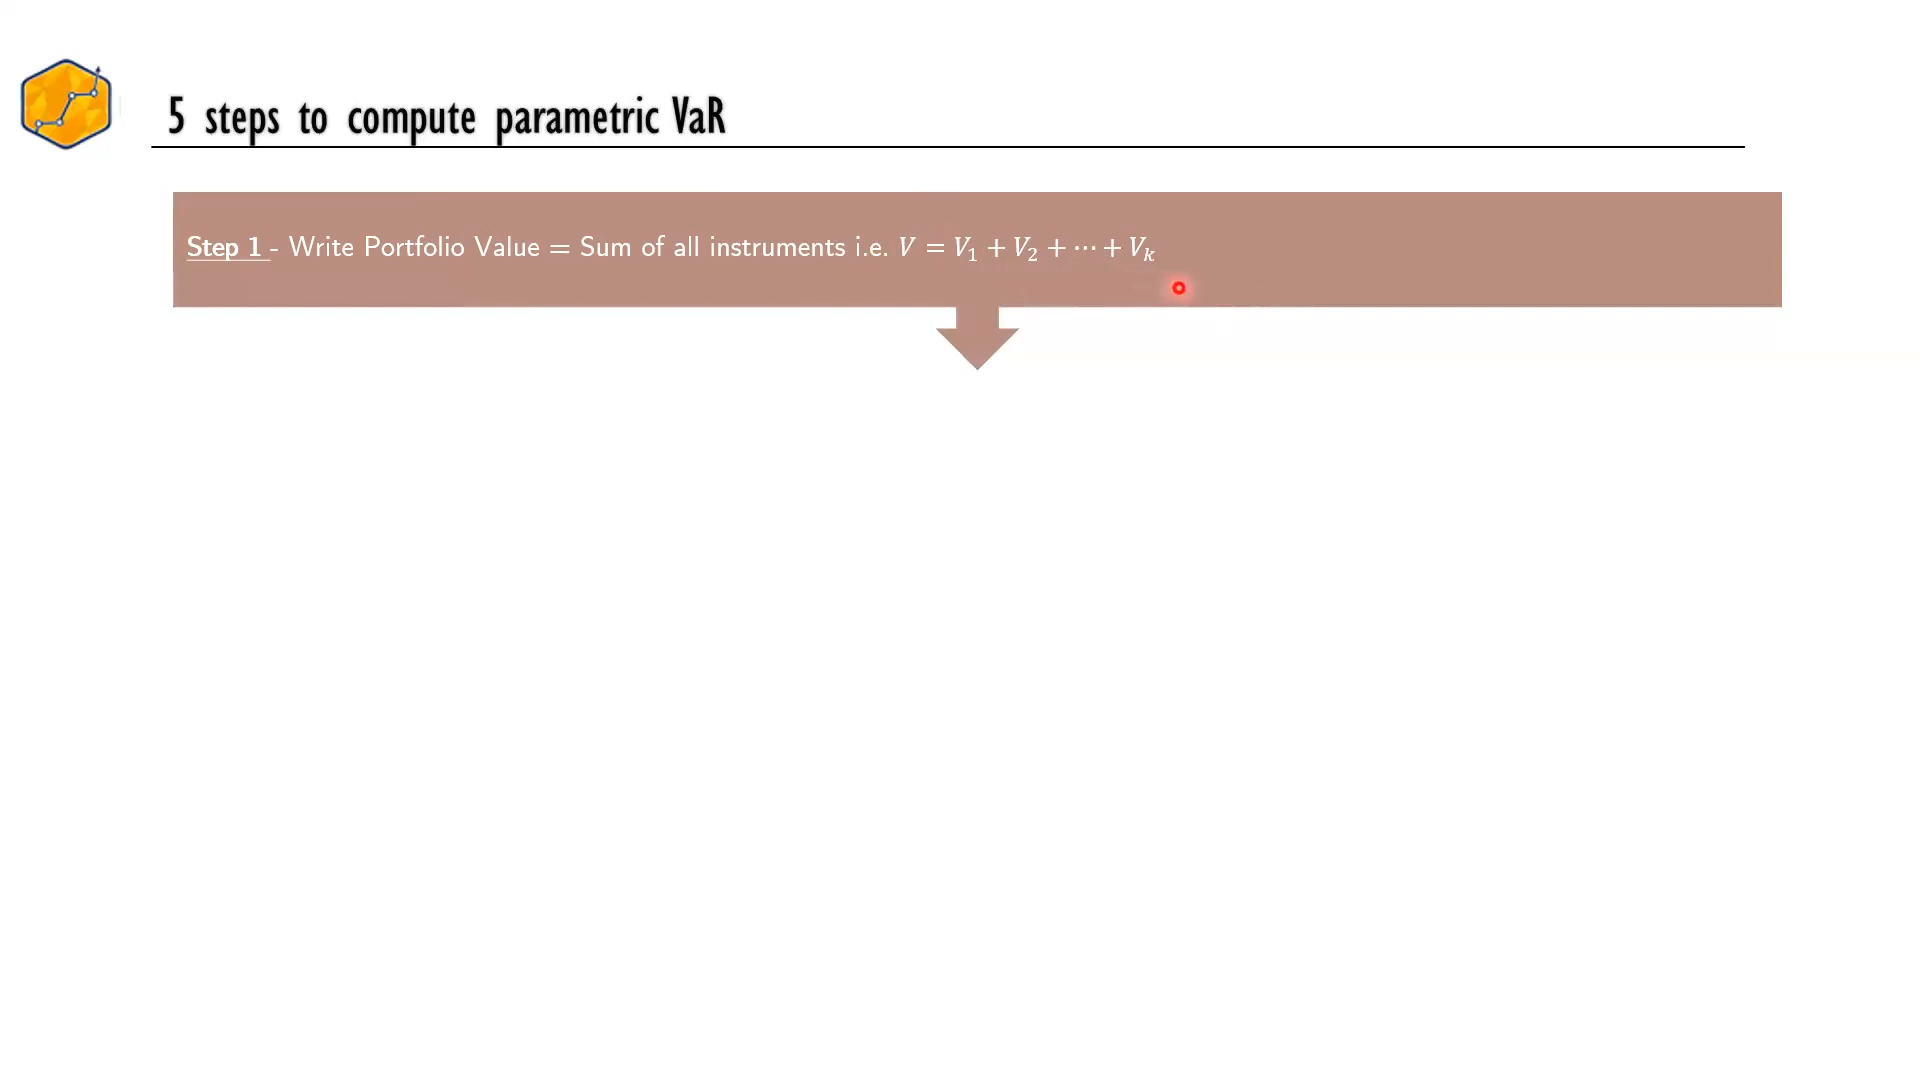 5 steps to compute parametric VaR
Step 1 - Write Portfolio Value = Sum of all instruments i.e. V = V₁ + V₂ + ⋯ + Vₖ